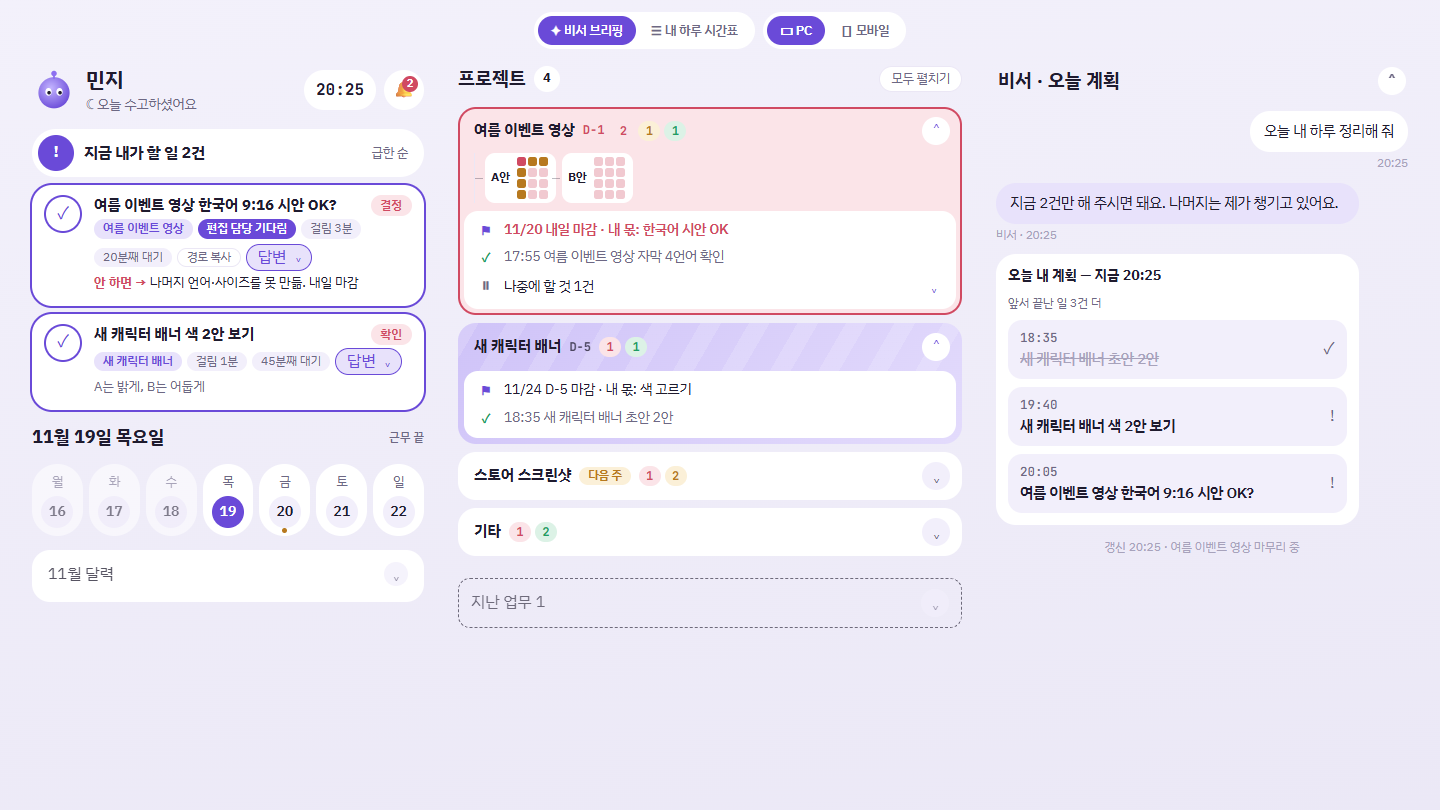 ✦ 비서 브리핑
☰ 내 하루 시간표
PC
모바일
민지
☾ 오늘 수고하셨어요
20:25
2
! 지금 내가 할 일 2건
급한 순
✓ 여름 이벤트 영상 한국어 9:16 시안 OK?
결정
여름 이벤트 영상
편집 담당 기다림
걸림 3분
20분째 대기
경로 복사
답변
안 하면 → 나머지 언어·사이즈를 못 만듦. 내일 마감
✓ 새 캐릭터 배너 색 2안 보기
확인
새 캐릭터 배너
걸림 1분
45분째 대기
답변
A는 밝게, B는 어둡게
11월 19일 목요일
근무 끝
월 화 수 목 금 토 일
16 17 18 19 20 21 22
11월 달력
프로젝트 4
모두 펼치기
여름 이벤트 영상 D-1 2 1 1
A안
B안
11/20 내일 마감 · 내 몫: 한국어 시안 OK
✓ 17:55 여름 이벤트 영상 자막 4언어 확인
나중에 할 것 1건
새 캐릭터 배너 D-5 1 1
11/24 D-5 마감 · 내 몫: 색 고르기
✓ 18:35 새 캐릭터 배너 초안 2안
스토어 스크린샷 다음 주 1 2
기타 1 2
지난 업무 1
비서 · 오늘 계획
오늘 내 하루 정리해 줘
20:25
지금 2건만 해 주시면 돼요. 나머지는 제가 챙기고 있어요.
비서 · 20:25
오늘 내 계획 — 지금 20:25
앞서 끝난 일 3건 더
18:35
새 캐릭터 배너 초안 2안 ✓
19:40
새 캐릭터 배너 색 2안 보기 !
20:05
여름 이벤트 영상 한국어 9:16 시안 OK? !
갱신 20:25 · 여름 이벤트 영상 마무리 중